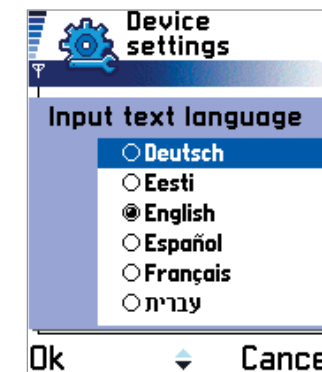 Device
settings
Input text language
Deutsch
Eesti
English
Español
Français
עברית
Ok Cance